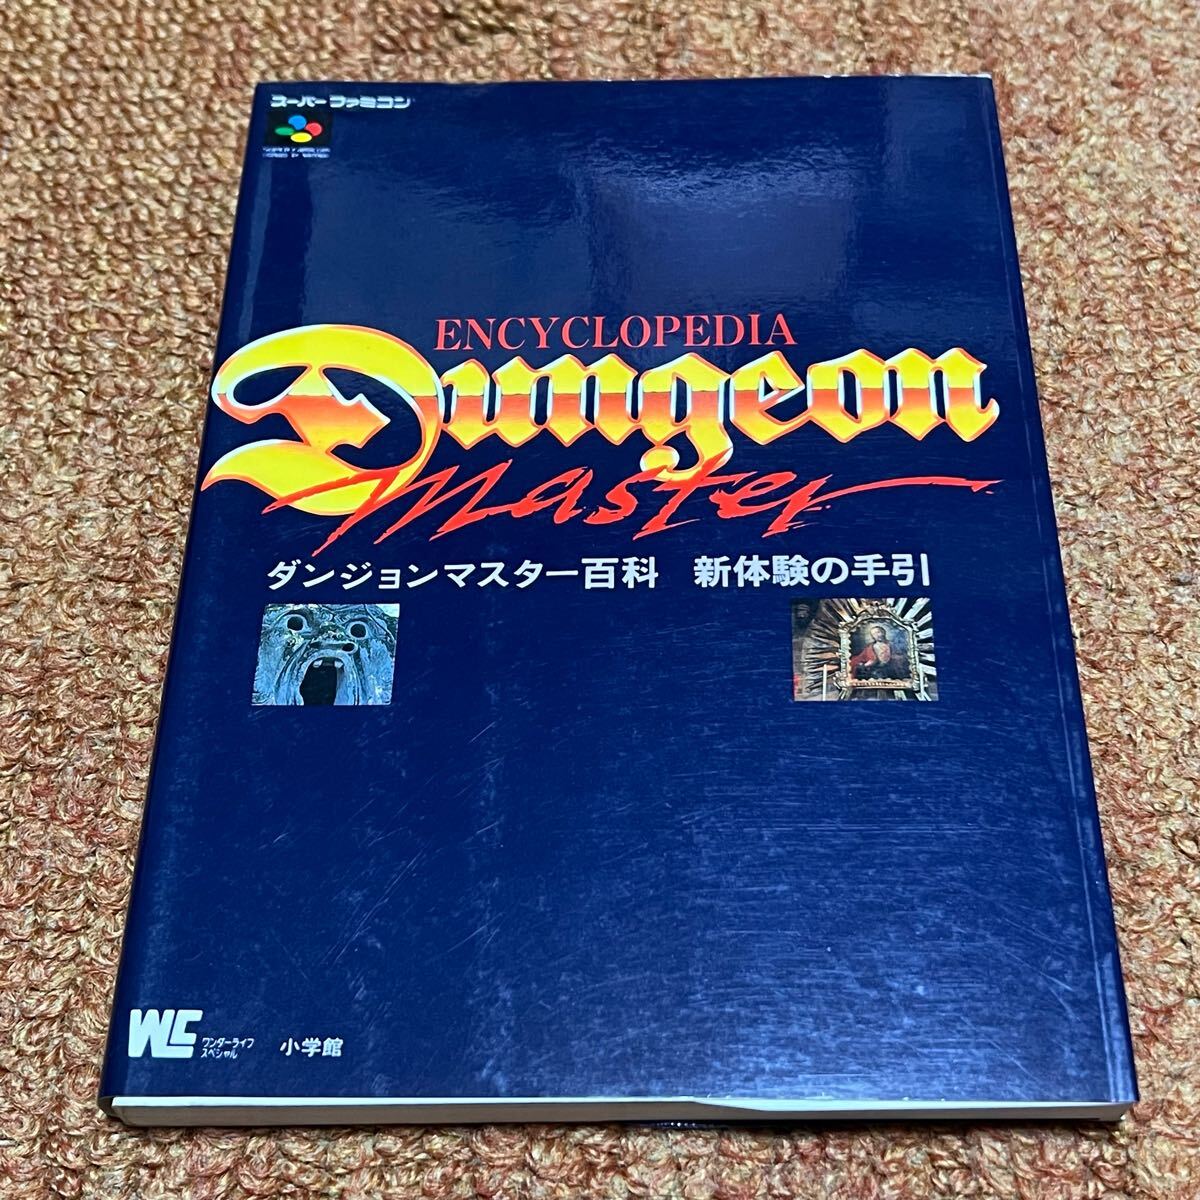 スーパーファミコン
ENCYCLOPEDIA
Dungeon
Master
ダンジョンマスター百科 新体験の手引
ワンダーライフ
スペシャル
小学館